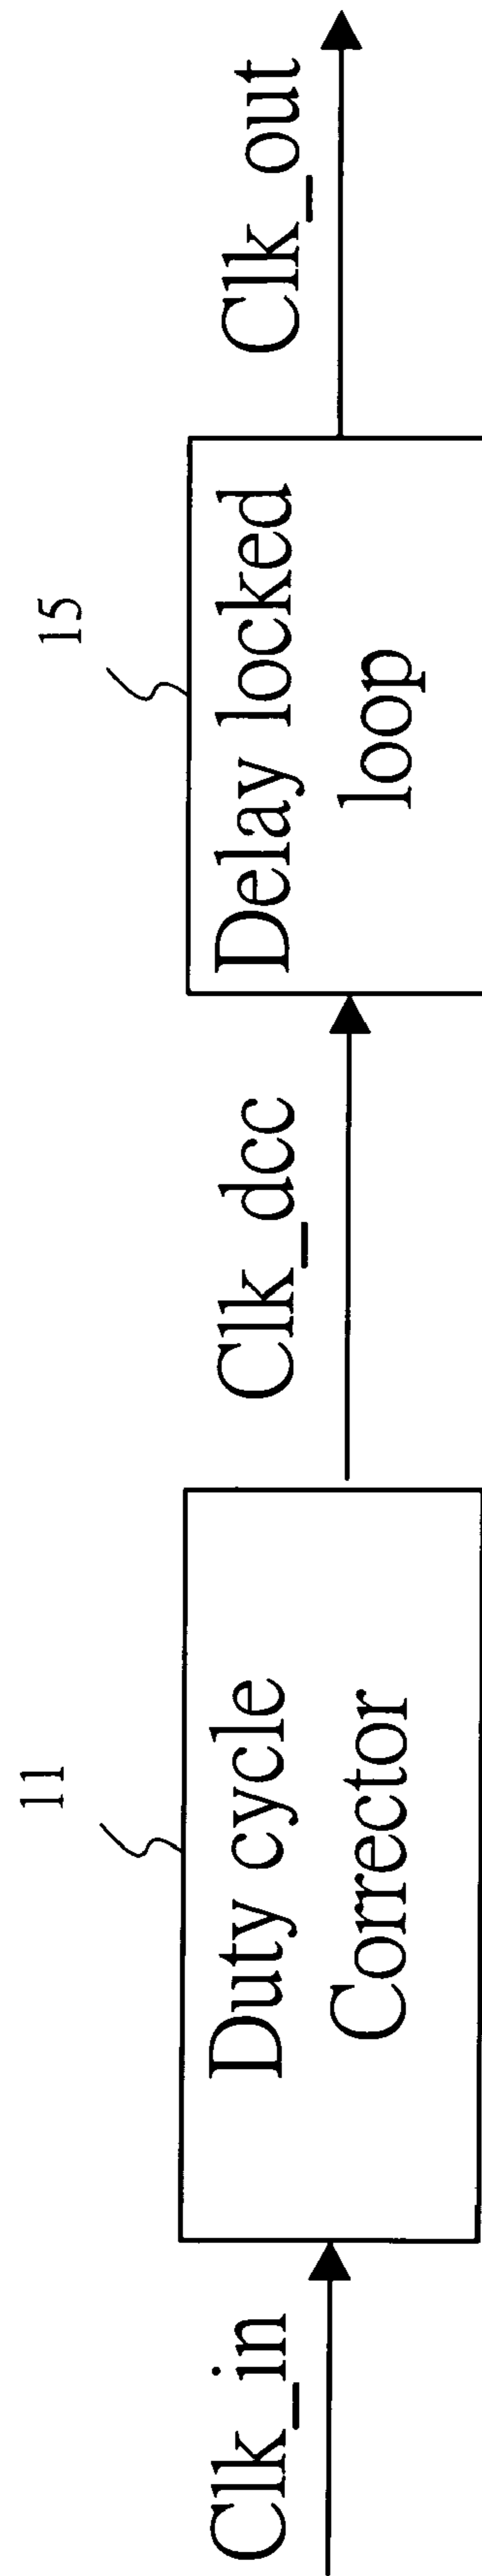 11
15
Clk_in
Duty cycle
Corrector
Clk_dcc
Delay locked
loop
Clk_out